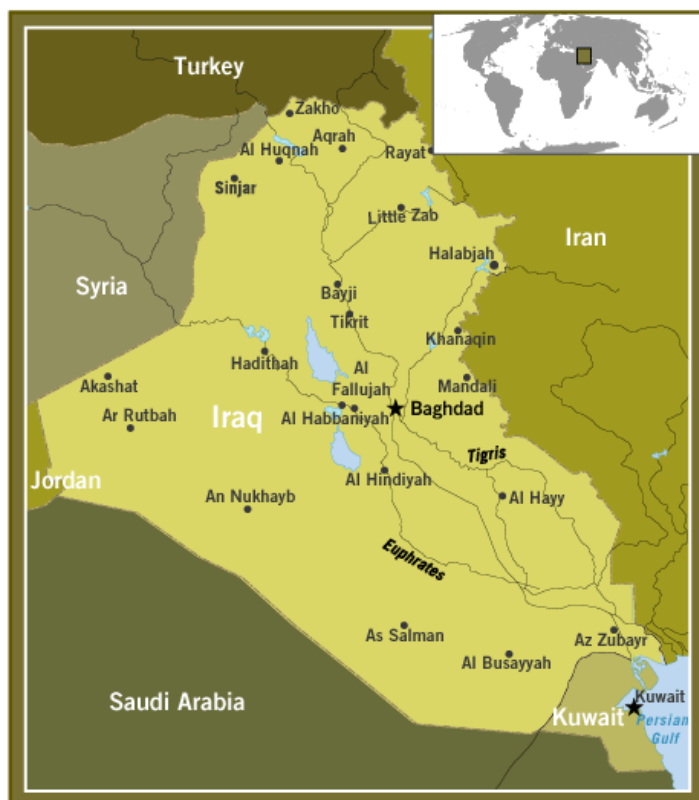 Turkey
Zakho
Aqrah
Al Huqnah
Rayat
Sinjar
Little Zab
Iran
Halabjah
Syria
Bayji
Tikrit
Khanaqin
Hadithah
Al
Fallujah
Akashat
Mandali
Ar Rutbah
Iraq
Al Habbaniyah
Baghdad
Tigris
Jordan
Al Hindiyah
An Nukhayb
Al Hayy
Euphrates
As Salman
Az Zubayr
Al Busayyah
Saudi Arabia
Kuwait
Kuwait
Persian
Gulf